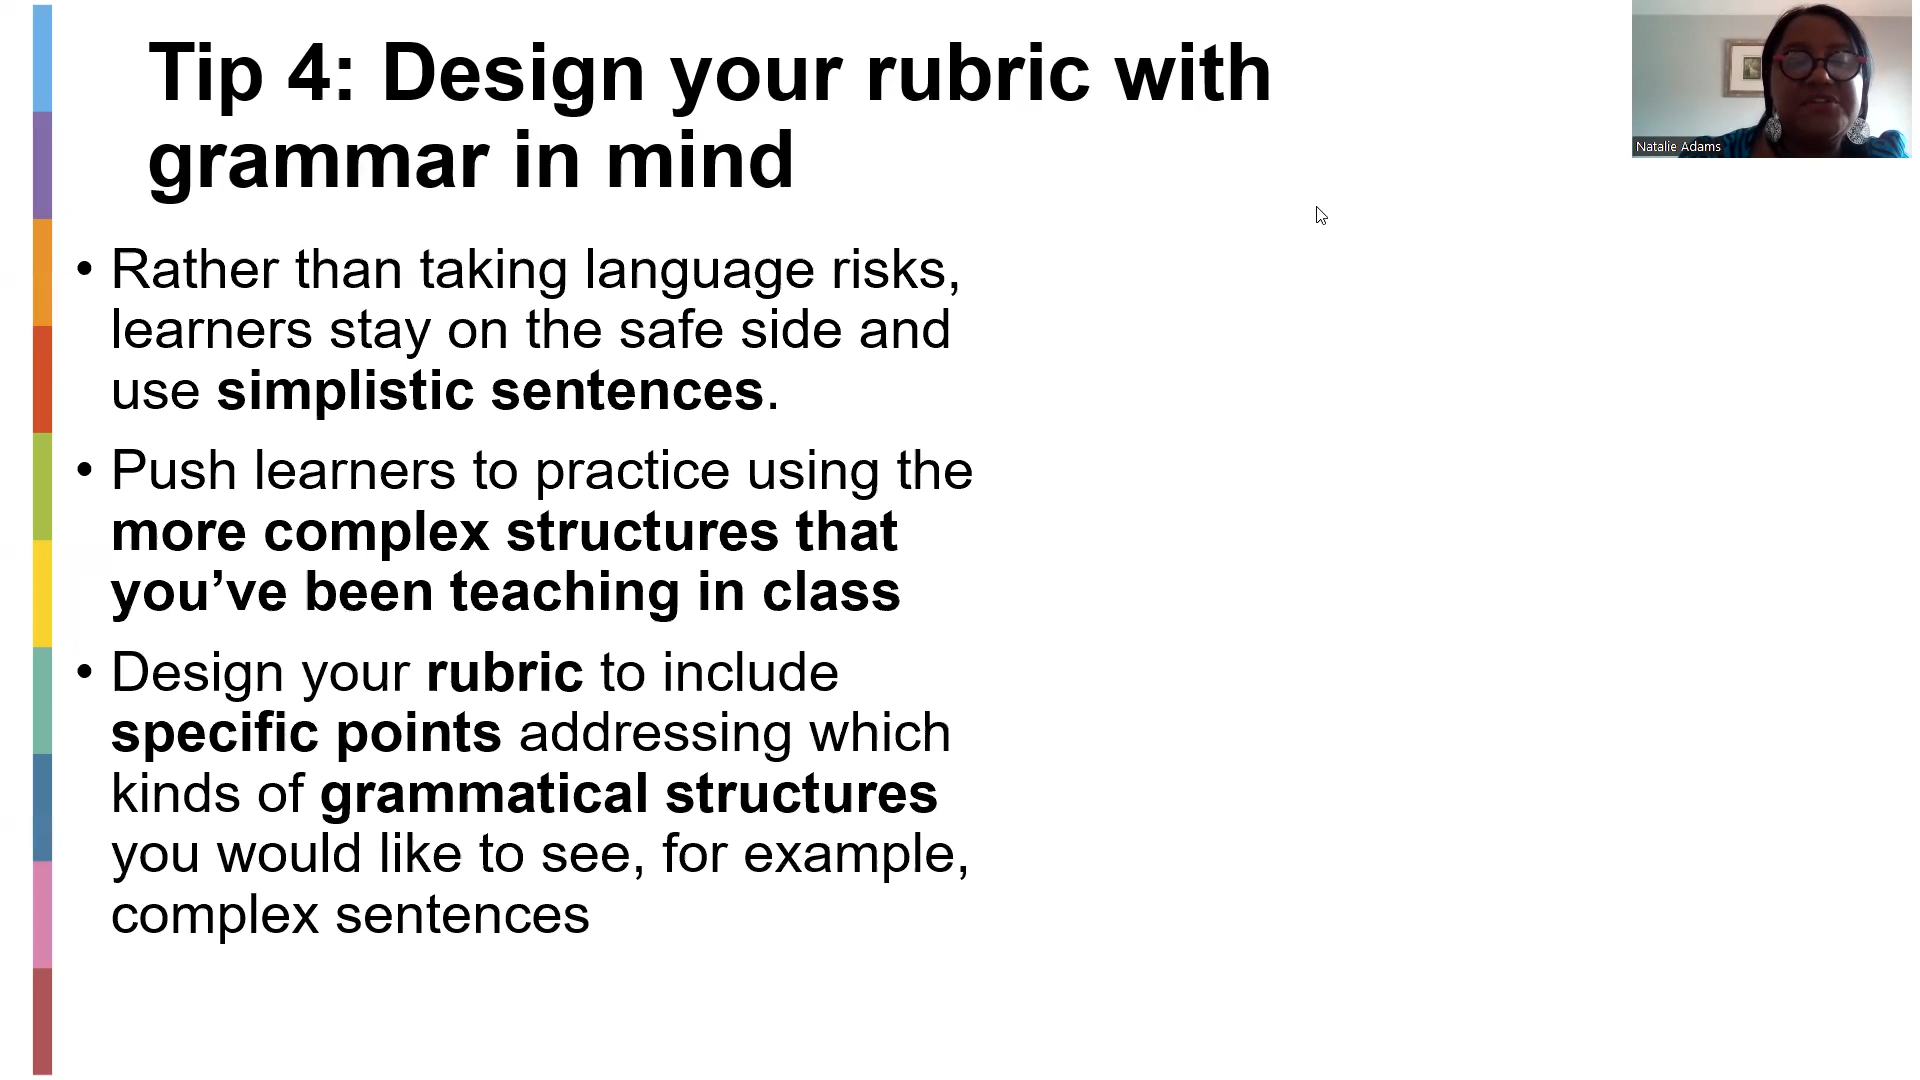 Tip 4: Design your rubric with
grammar in mind
• Rather than taking language risks,
learners stay on the safe side and
use simplistic sentences.
• Push learners to practice using the
more complex structures that
you’ve been teaching in class
• Design your rubric to include
specific points addressing which
kinds of grammatical structures
you would like to see, for example,
complex sentences
Natalie Adams